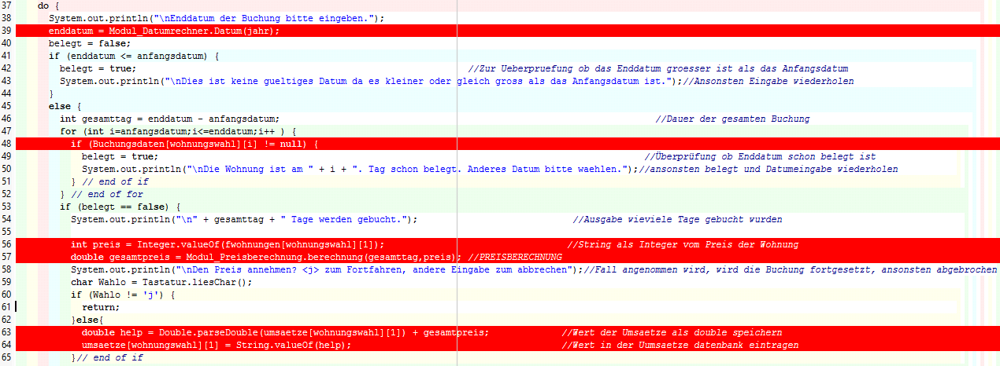 37 do {
38 System.out.println("\nEnddatum der Buchung bitte eingeben.");
39 enddatum = Modul_Datumrechner.Datum(jahr);
40 belegt = false;
41 if (enddatum <= anfangsdatum) {
42 belegt = true; //Zur Ueberpruefung ob das Enddatum groesser ist als das Anfangsdatum
43 System.out.println("\nDies ist keine gueltiges Datum da es kleiner oder gleich gross als das Anfangsdatum ist.");//Ansonsten Eingabe wiederholen
44 }
45 else {
46 int gesamttag = enddatum - anfangsdatum; //Dauer der gesamten Buchung
47 for (int i=anfangsdatum;i<=enddatum;i++ ) {
48 if (Buchungsdaten[wohnungswahl][i] != null) {
49 belegt = true; //Überprüfung ob Enddatum schon belegt ist
50 System.out.println("\nDie Wohnung ist am " + i + ". Tag schon belegt. Anderes Datum bitte waehlen.");//ansonsten belegt und Datumeingabe wiederholen
51 } // end of if
52 } // end of for
53 if (belegt == false) {
54 System.out.println("\n" + gesamttag + " Tage werden gebucht."); //Ausgabe wieviele Tage gebucht wurden
55
56 int preis = Integer.valueOf(fwohnungen[wohnungswahl][1]); //String als Integer vom Preis der Wohnung
57 double gesamtpreis = Modul_Preisberechnung.berechnung(gesamttag,preis); //PREISBERECHNUNG
58 System.out.println("\nDen Preis annehmen? <j> zum Fortfahren, andere Eingabe zum abbrechen");//Fall angenommen wird, wird die Buchung fortgesetzt, ansonsten abgebrochen
59 char Wahlo = Tastatur.liesChar();
60 if (Wahlo != 'j') {
61 return;
62 }else{
63 double help = Double.parseDouble(umsaetze[wohnungswahl][1]) + gesamtpreis; //Wert der Umsaetze als double speichern
64 umsaetze[wohnungswahl][1] = String.valueOf(help); //Wert in der Uumsaetze datenbank eintragen
65 }// end of if